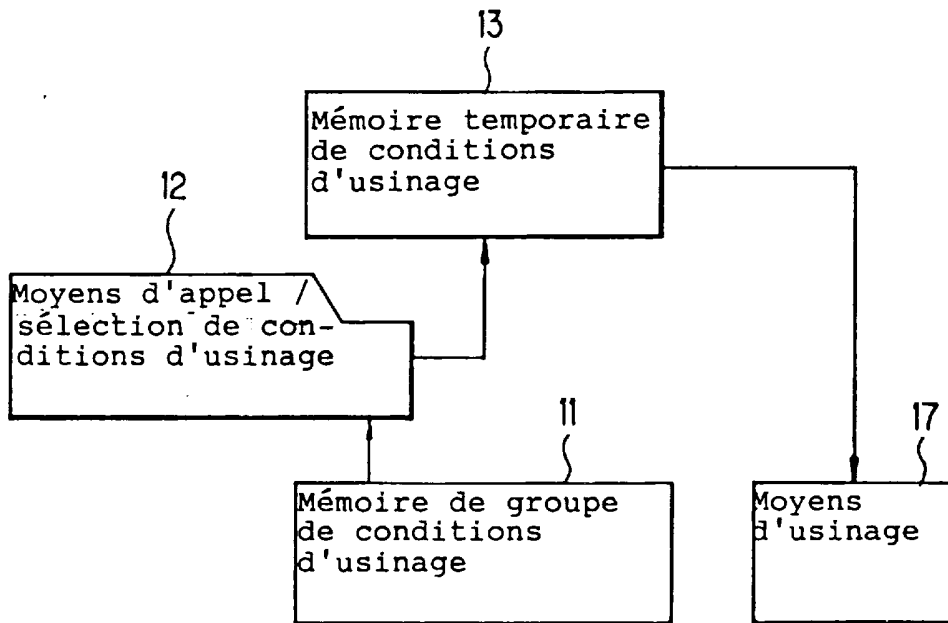 13
Mémoire temporaire
de conditions
d'usinage
12
Moyens d'appel /
sélection de con-
ditions d'usinage
11
Mémoire de groupe
de conditions
d'usinage
17
Moyens
d'usinage